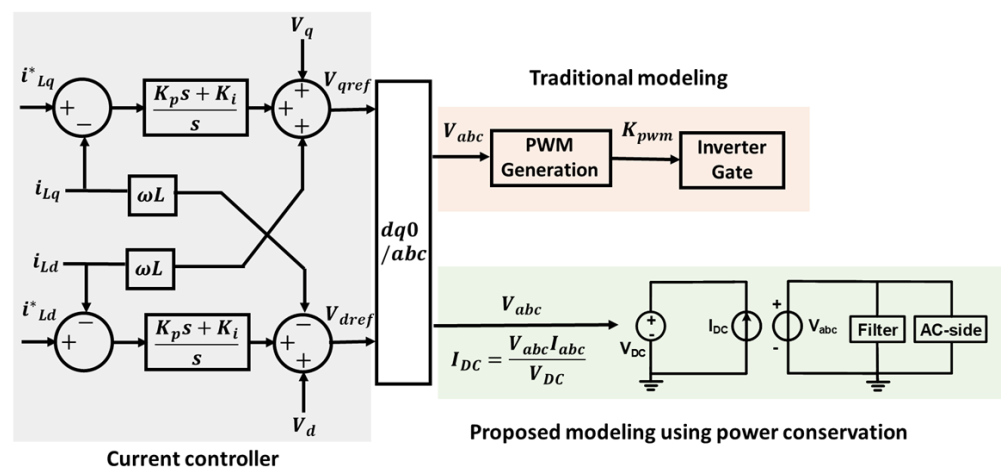 V_q
i*_Lq
+
−
K_p s + K_i
s
+
+
+
V_qref
i_Lq
ωL
i_Ld
ωL
i*_Ld
+
−
K_p s + K_i
s
−
+
+
V_dref
V_d
Current controller
dq0
/abc
Traditional modeling
V_abc
PWM
Generation
K_pwm
Inverter
Gate
V_abc
I_DC = V_abc I_abc
V_DC
+
-
V_DC
I_DC
+
-
V_abc
Filter
AC-side
Proposed modeling using power conservation